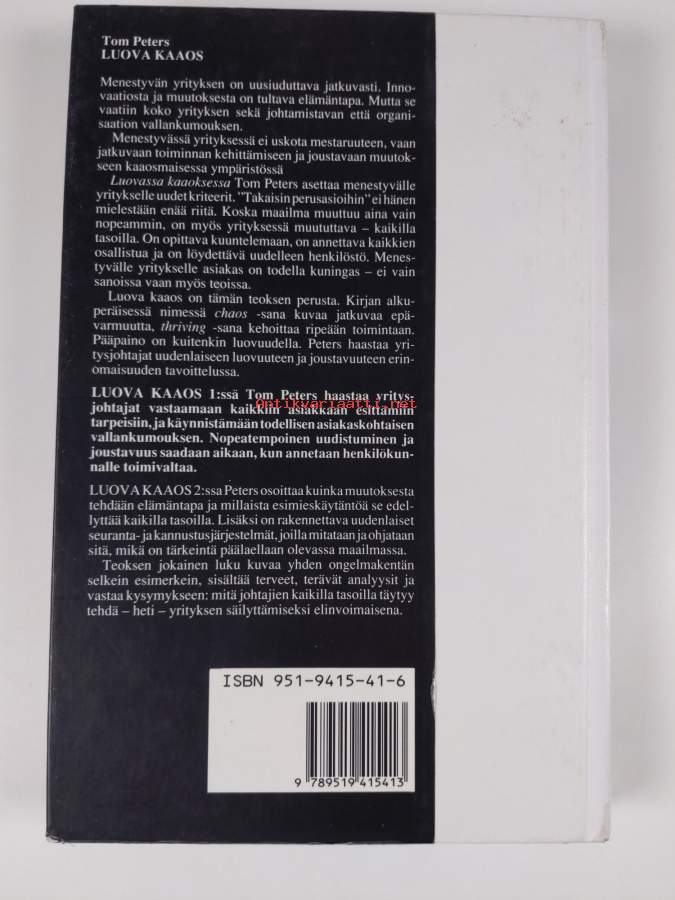 Tom Peters
LUOVA KAAOS
Menestyvän yrityksen on uusiuduttava jatkuvasti. Inno-
vaatiosta ja muutoksesta on tultava elämäntapa. Mutta se
vaatiin koko yrityksen sekä johtamistavan että organi-
saation vallankumouksen.
Menestyvässä yrityksessä ei uskota mestaruuteen, vaan
jatkuvaan toiminnan kehittämiseen ja joustavaan muutok-
seen kaaosmaisessa ympäristössä
Luovassa kaaoksessa Tom Peters asettaa menestyvälle
yritykselle uudet kriteerit. "Takaisin perusasioihin" ei hänen
mielestään enää riitä. Koska maailma muuttuu aina vain
nopeammin, on myös yrityksessä muututtava – kaikilla
tasoilla. On opittava kuuntelemaan, on annettava kaikkien
osallistua ja on löydettävä uudelleen henkilöstö. Menes-
tyvälle yritykselle asiakas on todella kuningas – ei vain
sanoissa vaan myös teoissa.
Luova kaaos on tämän teoksen perusta. Kirjan alku-
peräisessä nimessä chaos -sana kuvaa jatkuvaa epä-
varmuutta, thriving -sana kehoittaa ripeään toimintaan.
Pääpaino on kuitenkin luovuudella. Peters haastaa yri-
tysjohtajat uudenlaiseen luovuuteen ja joustavuuteen erin-
omaisuuden tavoittelussa.
LUOVA KAAOS 1:ssä Tom Peters haastaa yritys-
johtajat vastaamaan kaikkiin asiakkaan esittämiin
tarpeisiin, ja käynnistämään todellisen asiakaskohtaisen
vallankumouksen. Nopeatempoinen uudistuminen ja
joustavuus saadaan aikaan, kun annetaan henkilökun-
nalle toimivaltaa.
LUOVA KAAOS 2:ssa Peters osoittaa kuinka muutoksesta
tehdään elämäntapa ja millaista esimieskäytäntöä se edel-
lyttää kaikilla tasoilla. Lisäksi on rakennettava uudenlaiset
seuranta- ja kannustusjärjestelmät, joilla mitataan ja ohjataan
sitä, mikä on tärkeintä päälaellaan olevassa maailmassa.
Teoksen jokainen luku kuvaa yhden ongelmakentän
selkein esimerkein, sisältää terveet, terävät analyysit ja
vastaa kysymykseen: mitä johtajien kaikilla tasoilla täytyy
tehdä – heti – yrityksen säilyttämiseksi elinvoimaisena.
Antikvariaatti.net
ISBN 951-9415-41-6
9 789519 415413